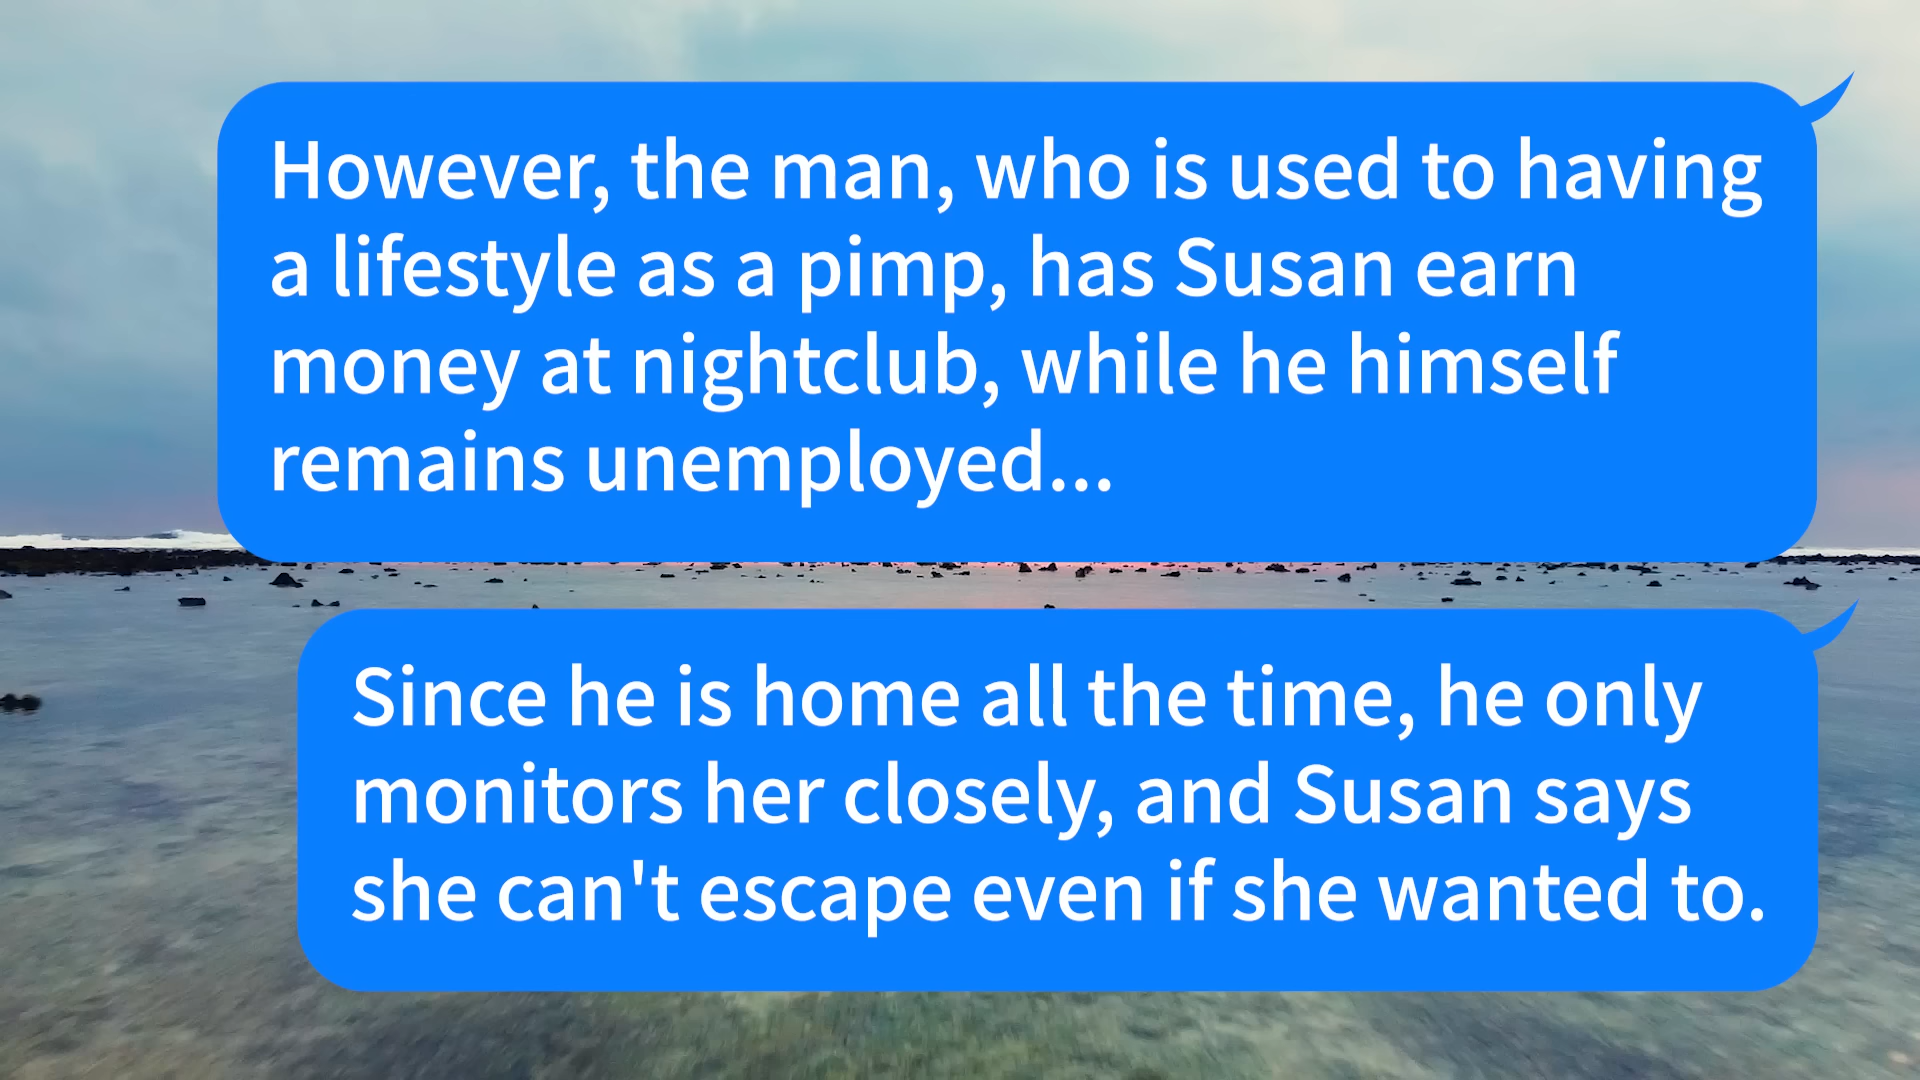 However, the man, who is used to having
a lifestyle as a pimp, has Susan earn
money at nightclub, while he himself
remains unemployed...
Since he is home all the time, he only
monitors her closely, and Susan says
she can't escape even if she wanted to.